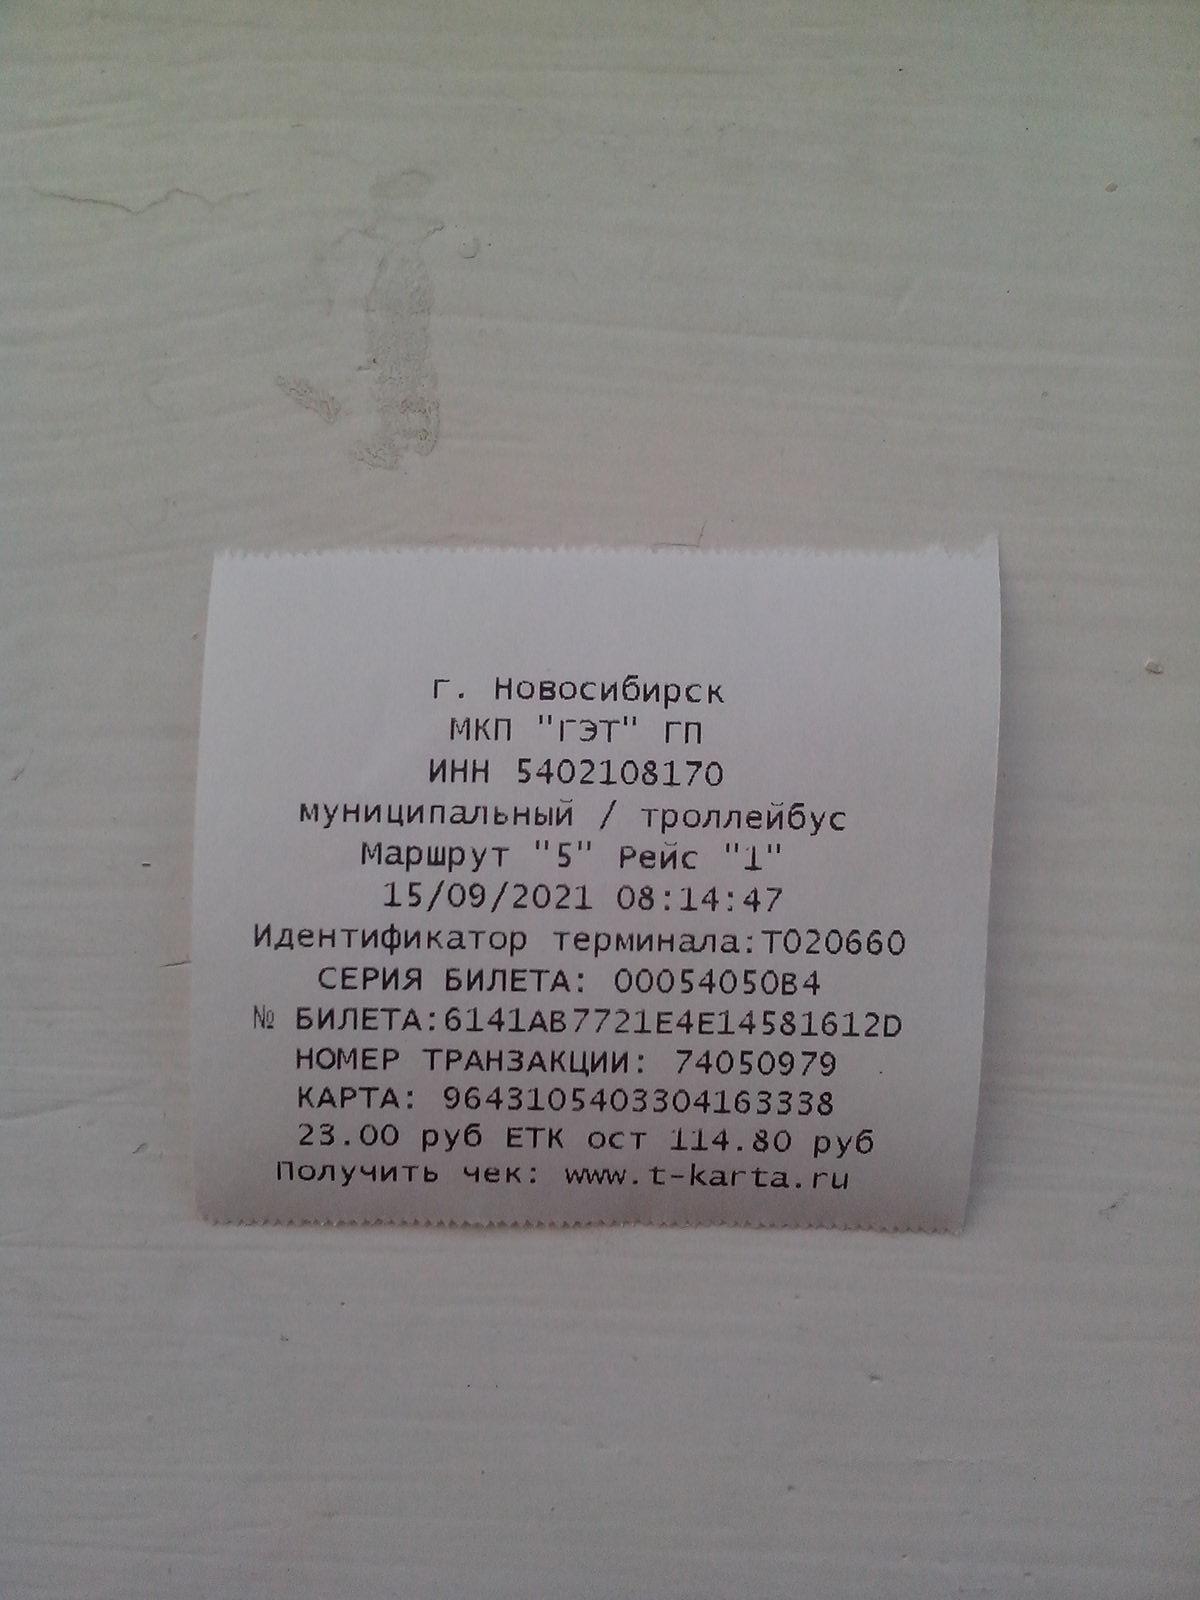 г. Новосибирск
МКП "ГЭТ" ГП
ИНН 5402108170
муниципальный / троллейбус
Маршрут "5" Рейс "1"
15/09/2021 08:14:47
Идентификатор терминала:Т020660
СЕРИЯ БИЛЕТА: 00054050B4
№ БИЛЕТА:6141AB7721E4E14581612D
НОМЕР ТРАНЗАКЦИИ: 74050979
КАРТА: 9643105403304163338
23.00 руб ЕТК ост 114.80 руб
Получить чек: www.t-karta.ru